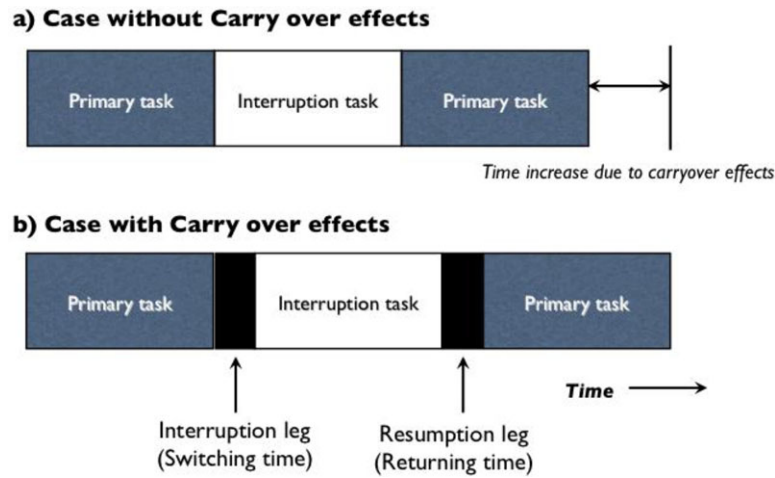 a) Case without Carry over effects
Primary task
Interruption task
Primary task
Time increase due to carryover effects
b) Case with Carry over effects
Primary task
Interruption task
Primary task
Time
Interruption leg
(Switching time)
Resumption leg
(Returning time)